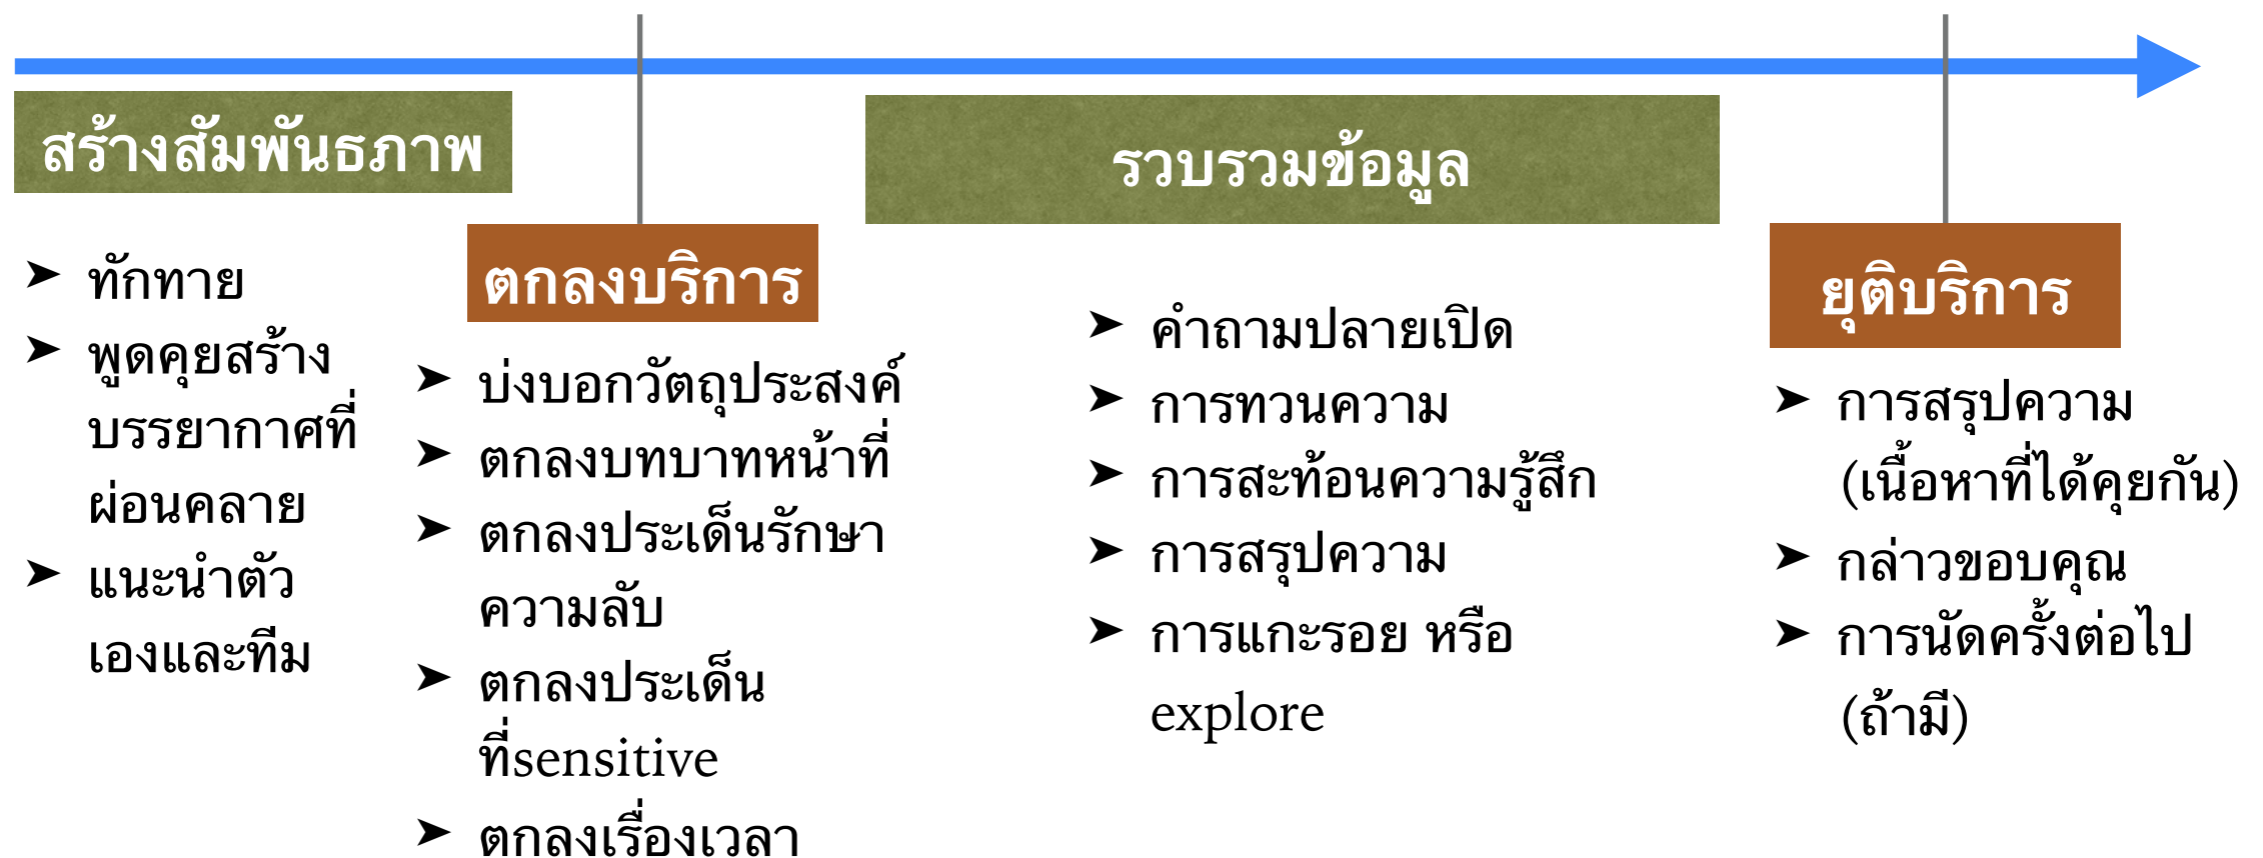 สร้างสัมพันธภาพ
➤ ทักทาย
➤ พูดคุยสร้าง
บรรยากาศที่
ผ่อนคลาย
➤ แนะนำตัว
เองและทีม
ตกลงบริการ
➤ บ่งบอกวัตถุประสงค์
➤ ตกลงบทบาทหน้าที่
➤ ตกลงประเด็นรักษา
ความลับ
➤ ตกลงประเด็น
ที่sensitive
➤ ตกลงเรื่องเวลา
รวบรวมข้อมูล
➤ คำถามปลายเปิด
➤ การทวนความ
➤ การสะท้อนความรู้สึก
➤ การสรุปความ
➤ การแกะรอย หรือ
explore
ยุติบริการ
➤ การสรุปความ
(เนื้อหาที่ได้คุยกัน)
➤ กล่าวขอบคุณ
➤ การนัดครั้งต่อไป
(ถ้ามี)